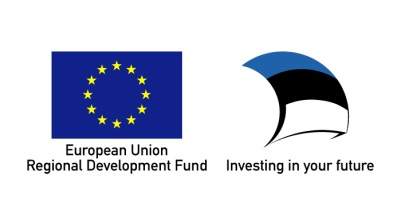 European Union
Regional Development Fund
Investing in your future